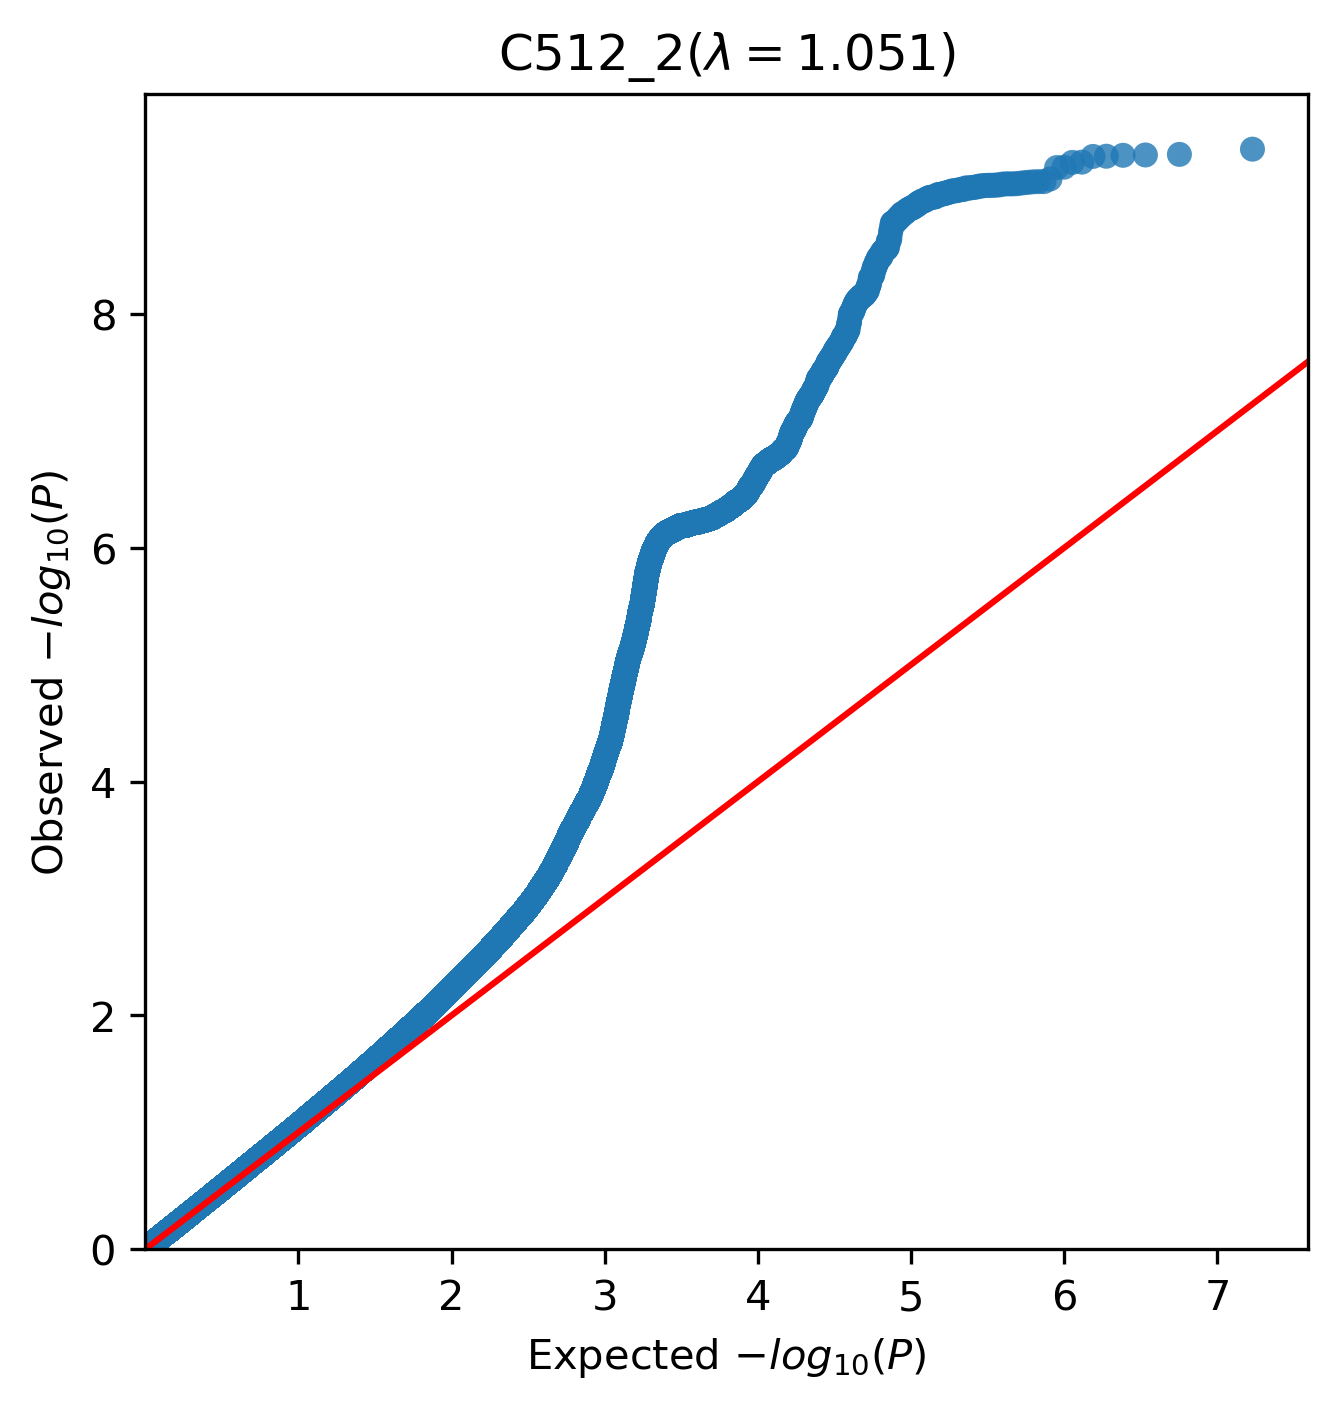 C512_2(λ = 1.051)
Observed −log₁₀(P)
8
6
4
2
0
1 2 3 4 5 6 7
Expected −log₁₀(P)